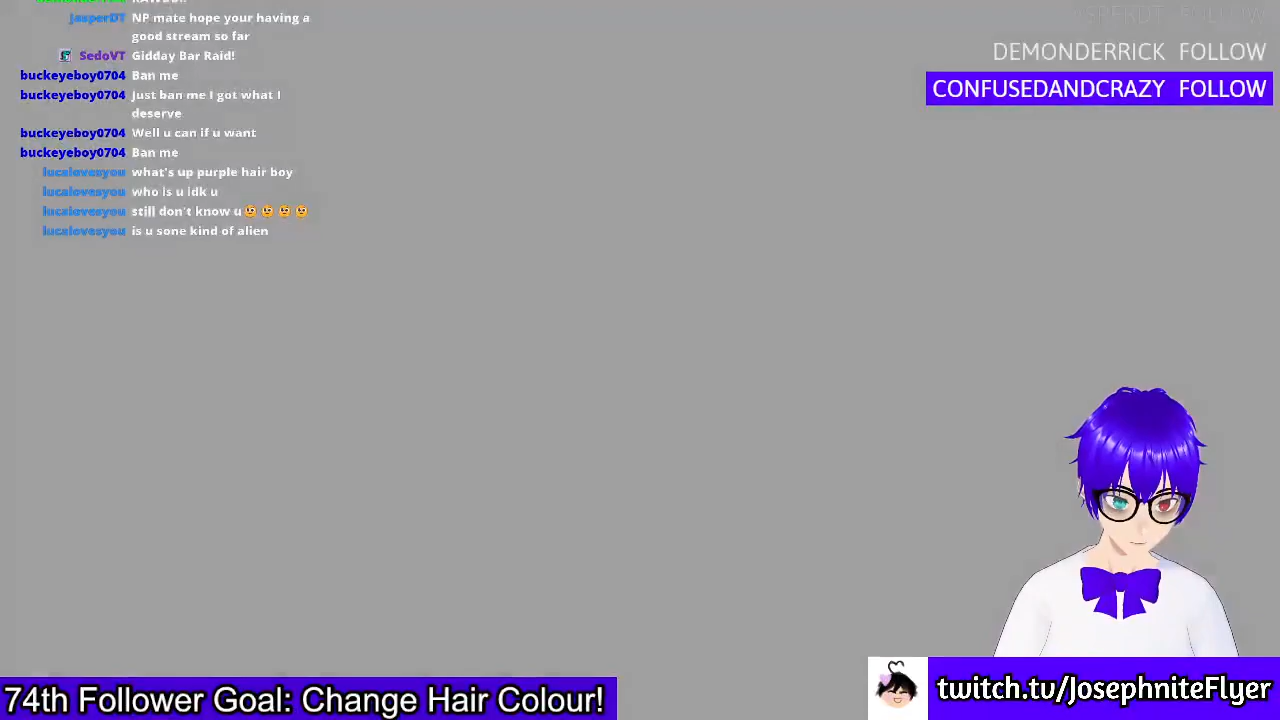 JasperDT NP mate hope your having a
good stream so far
SedoVT Gidday Bar Raid!
buckeyeboy0704 Ban me
buckeyeboy0704 Just ban me I got what I
deserve
buckeyeboy0704 Well u can if u want
buckeyeboy0704 Ban me
lucalovesyou what's up purple hair boy
lucalovesyou who is u idk u
lucalovesyou still don't know u
lucalovesyou is u sone kind of alien
FOLLOW
DEMONDERRICK FOLLOW
CONFUSEDANDCRAZY FOLLOW
74th Follower Goal: Change Hair Colour!
twitch.tv/JosephniteFlyer